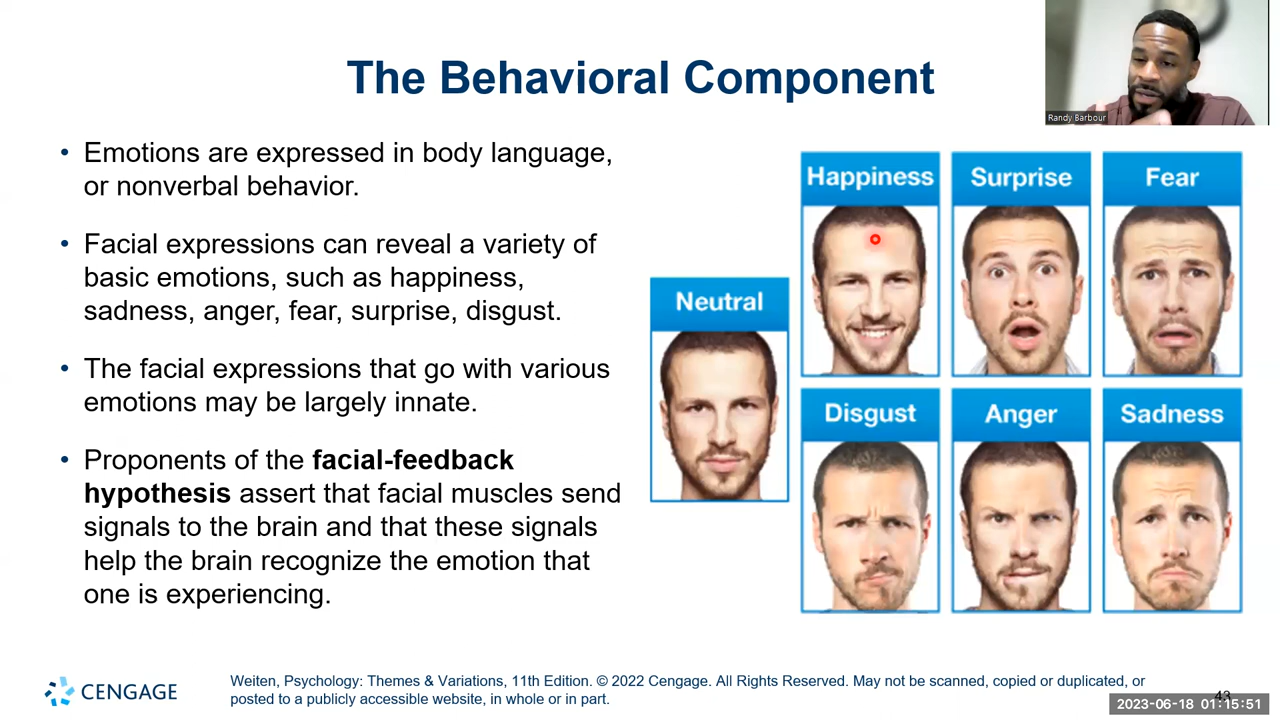 The Behavioral Component
Randy Barbour
• Emotions are expressed in body language,
or nonverbal behavior.
• Facial expressions can reveal a variety of
basic emotions, such as happiness,
sadness, anger, fear, surprise, disgust.
• The facial expressions that go with various
emotions may be largely innate.
• Proponents of the facial-feedback
hypothesis assert that facial muscles send
signals to the brain and that these signals
help the brain recognize the emotion that
one is experiencing.
Neutral
Happiness
Surprise
Fear
Disgust
Anger
Sadness
CENGAGE
Weiten, Psychology: Themes & Variations, 11th Edition. © 2022 Cengage. All Rights Reserved. May not be scanned, copied or duplicated, or
posted to a publicly accessible website, in whole or in part.
43
2023-06-18 01:15:51